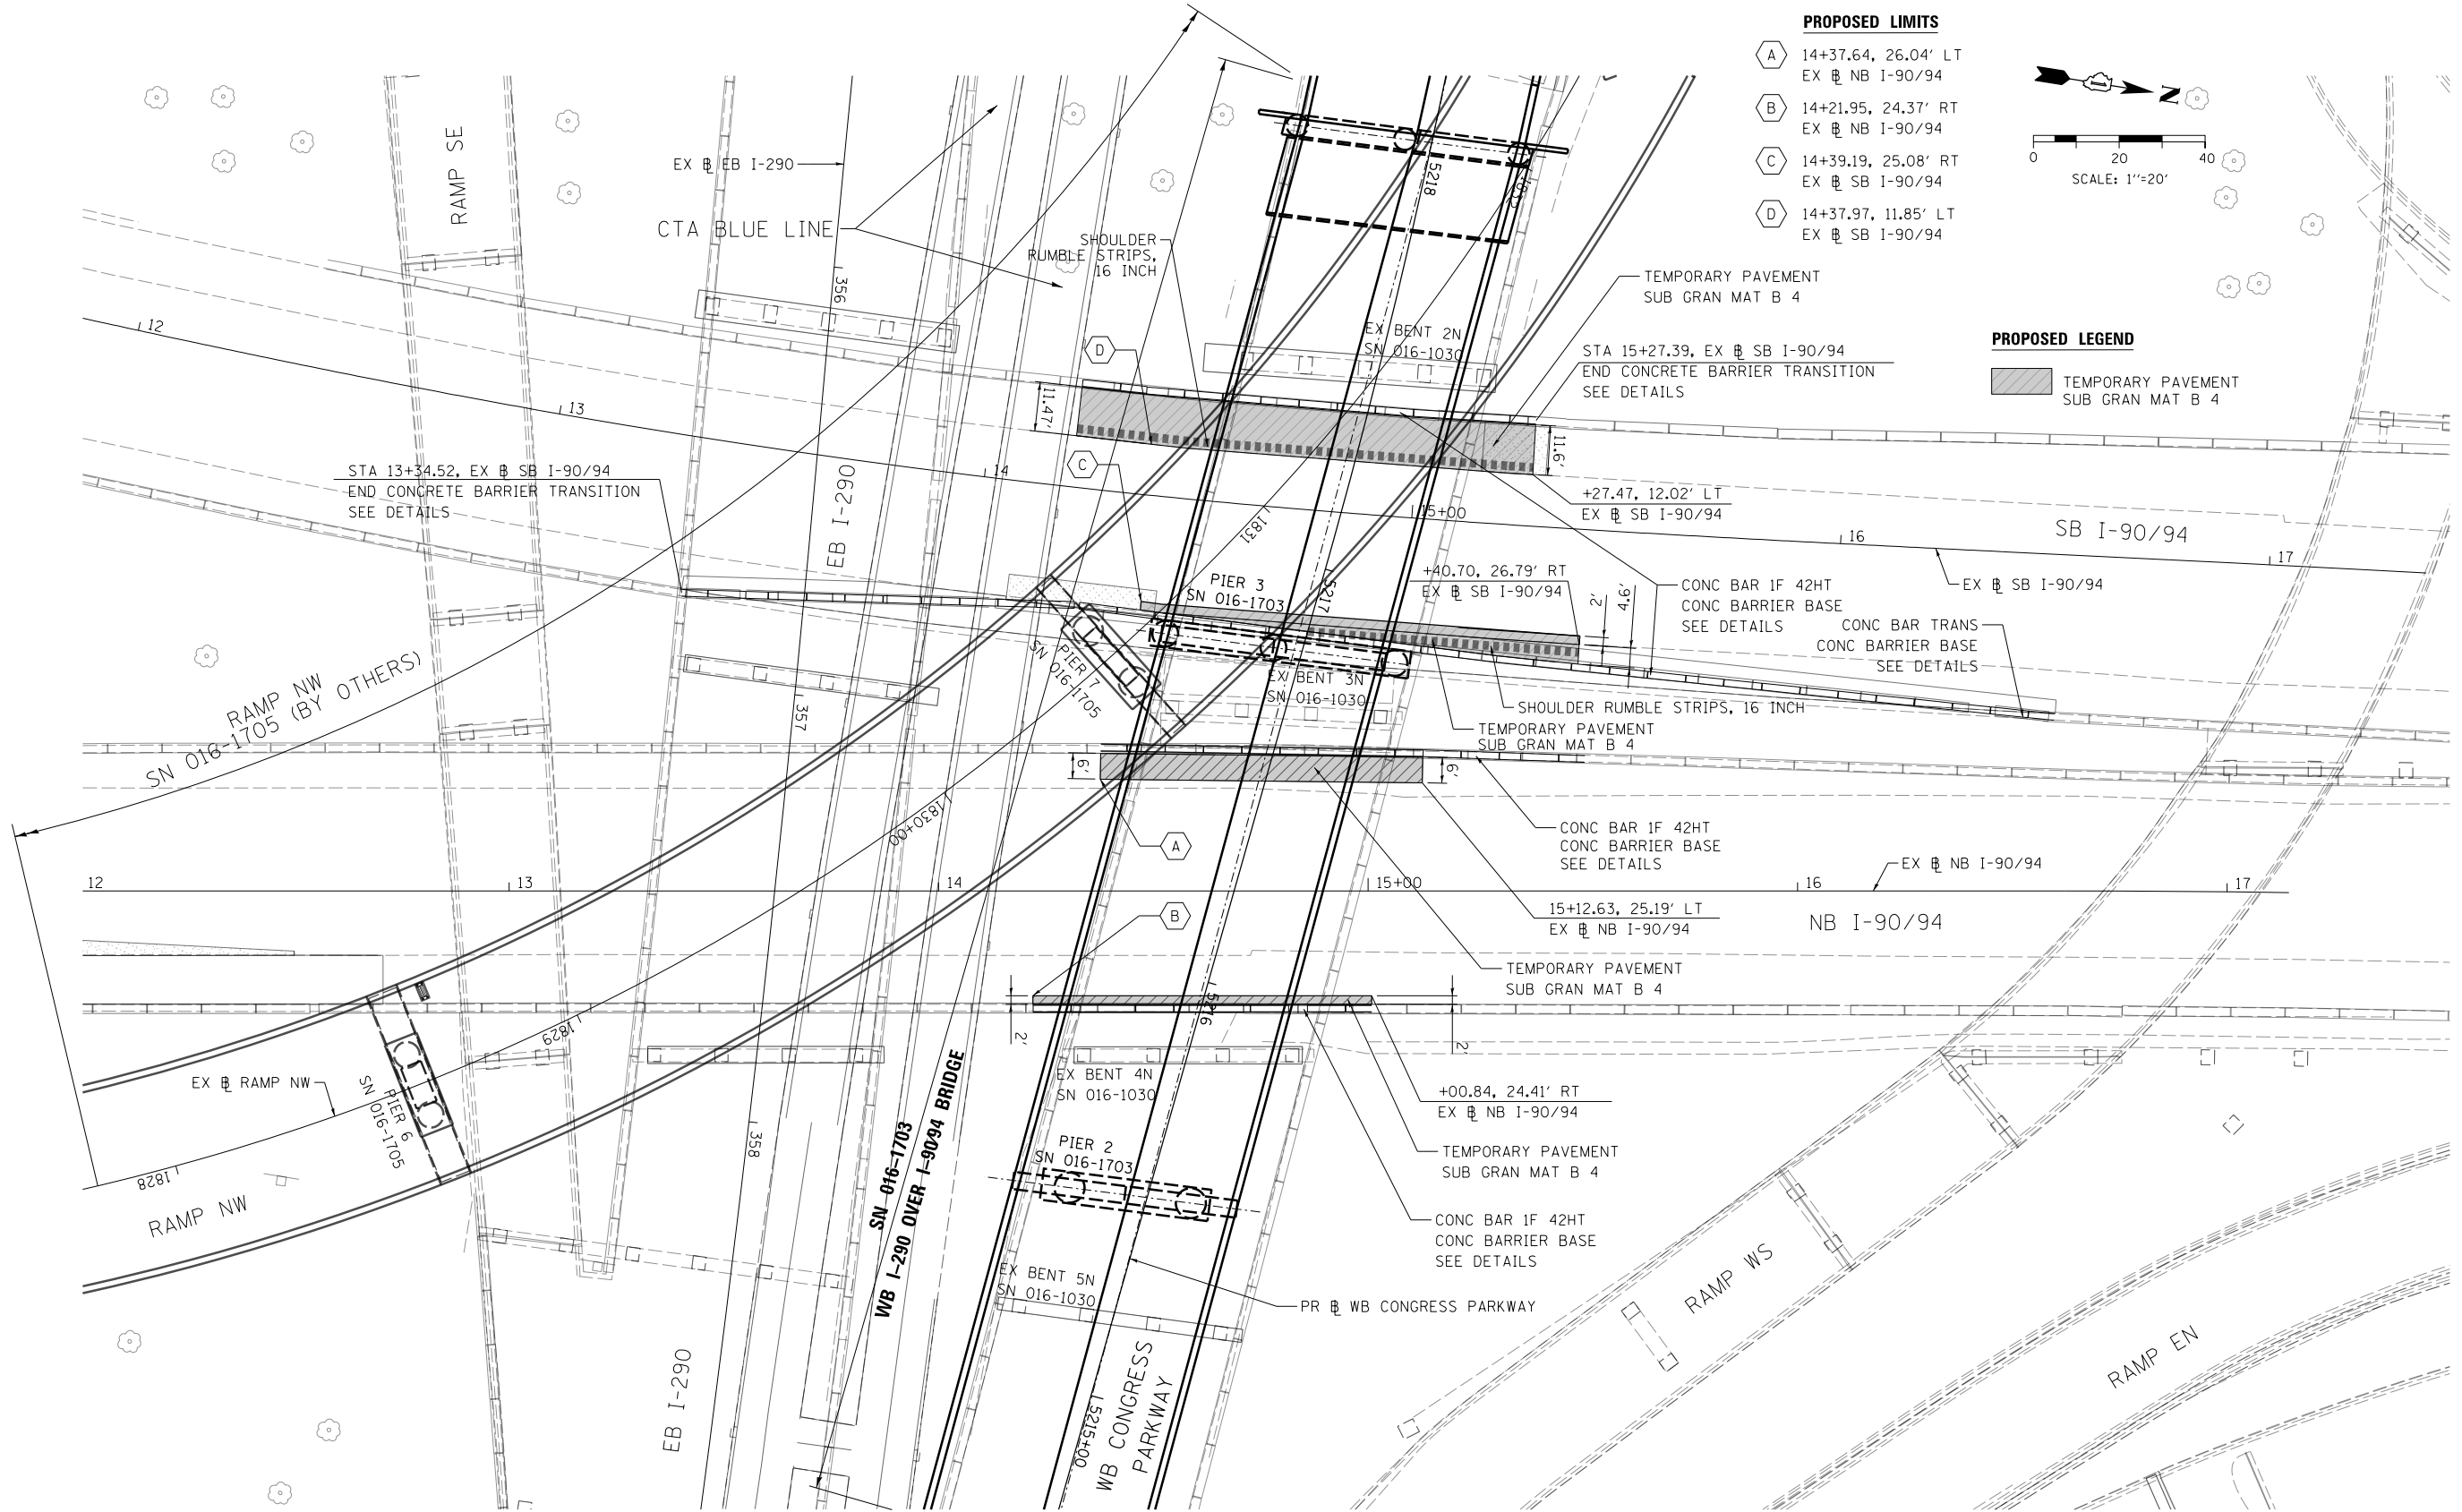 PROPOSED LIMITS
A 14+37.64, 26.04' LT
EX ⅊ NB I-90/94
B 14+21.95, 24.37' RT
EX ⅊ NB I-90/94
C 14+39.19, 25.08' RT
EX ⅊ SB I-90/94
D 14+37.97, 11.85' LT
EX ⅊ SB I-90/94
N
0 20 40
SCALE: 1''=20'
PROPOSED LEGEND
TEMPORARY PAVEMENT
SUB GRAN MAT B 4
RAMP SE
EX ⅊ EB I-290
CTA BLUE LINE
SHOULDER
RUMBLE STRIPS,
16 INCH
356
5218
TEMPORARY PAVEMENT
SUB GRAN MAT B 4
EX BENT 2N
SN 016-1030
STA 15+27.39, EX ⅊ SB I-90/94
END CONCRETE BARRIER TRANSITION
SEE DETAILS
12
13
14
15+00
16
17
D
11.47'
11.6'
C
STA 13+34.52, EX ⅊ SB I-90/94
END CONCRETE BARRIER TRANSITION
SEE DETAILS
EB I-290
+27.47, 12.02' LT
EX ⅊ SB I-90/94
1831
SB I-90/94
EX ⅊ SB I-90/94
PIER 3
SN 016-1703
5217
+40.70, 26.79' RT
EX ⅊ SB I-90/94
2'
4.6'
CONC BAR 1F 42HT
CONC BARRIER BASE
SEE DETAILS
CONC BAR TRANS
CONC BARRIER BASE
SEE DETAILS
PIER 7
SN 016-1705
EX BENT 3N
SN 016-1030
SHOULDER RUMBLE STRIPS, 16 INCH
TEMPORARY PAVEMENT
SUB GRAN MAT B 4
RAMP NW
SN 016-1705 (BY OTHERS)
357
6'
6'
1830+00
A
CONC BAR 1F 42HT
CONC BARRIER BASE
SEE DETAILS
EX ⅊ NB I-90/94
12
13
14
15+00
16
17
B
15+12.63, 25.19' LT
EX ⅊ NB I-90/94
NB I-90/94
TEMPORARY PAVEMENT
SUB GRAN MAT B 4
5216
1829
2'
2'
EX ⅊ RAMP NW
PIER 6
SN 016-1705
EX BENT 4N
SN 016-1030
+00.84, 24.41' RT
EX ⅊ NB I-90/94
358
SN 016-1703
WB I-290 OVER I-90/94 BRIDGE
PIER 2
SN 016-1703
TEMPORARY PAVEMENT
SUB GRAN MAT B 4
1828
RAMP NW
CONC BAR 1F 42HT
CONC BARRIER BASE
SEE DETAILS
EX BENT 5N
SN 016-1030
PR ⅊ WB CONGRESS PARKWAY
RAMP WS
RAMP EN
EB I-290
5215+00
WB CONGRESS
PARKWAY